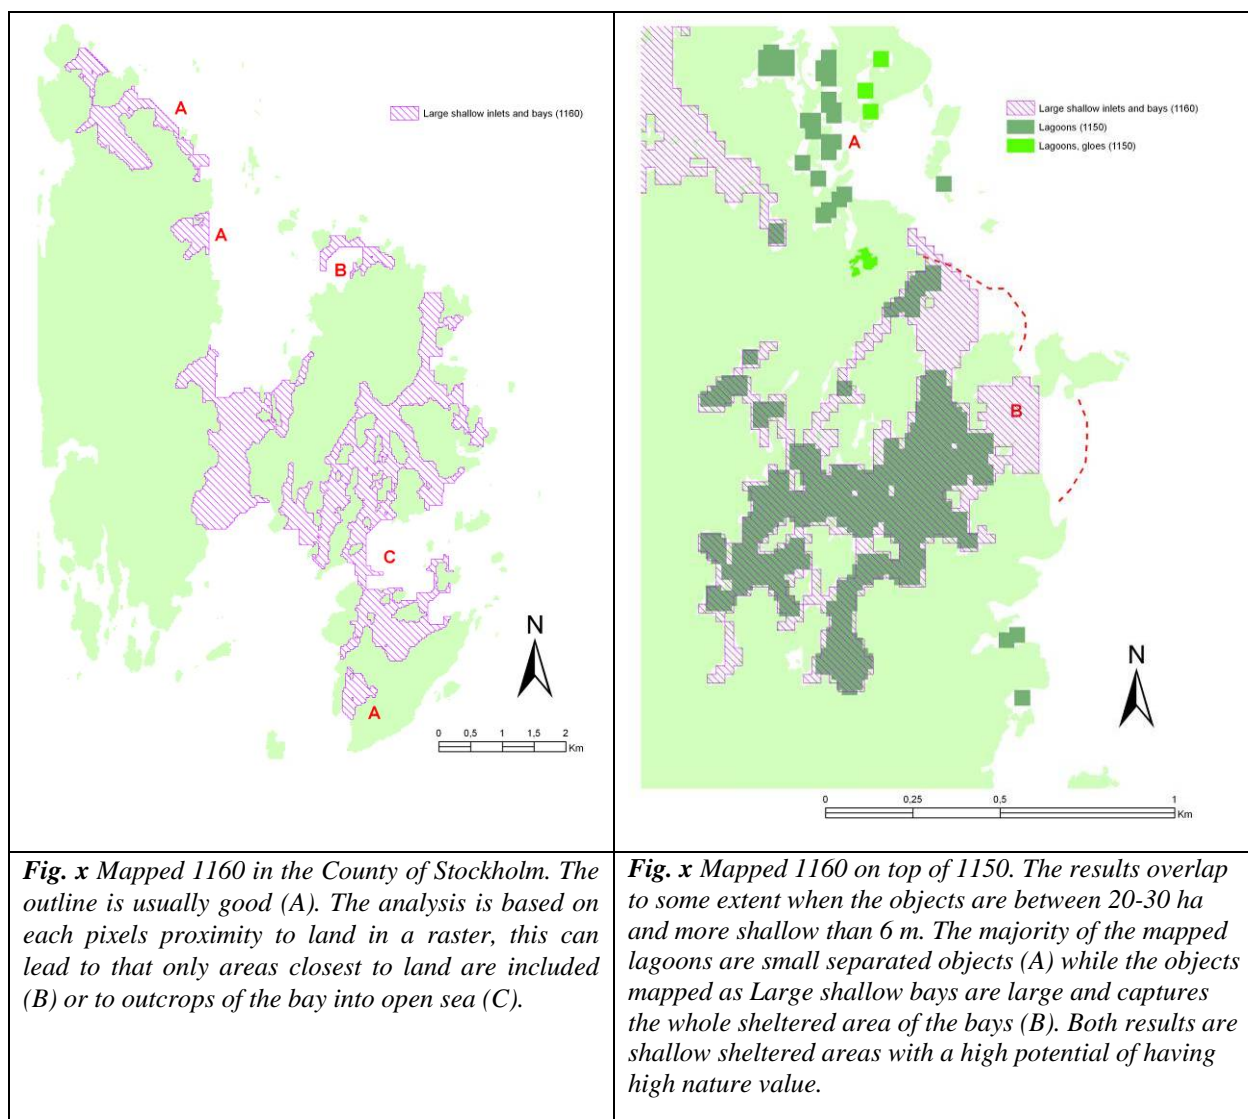 A
Large shallow inlets and bays (1160)
A
B
C
N
A
0 0,5 1 1,5 2
Km
Large shallow inlets and bays (1160)
Lagoons (1150)
Lagoons, gloes (1150)
A
B
N
0 0,25 0,5 1
Km
Fig. x Mapped 1160 in the County of Stockholm. The
outline is usually good (A). The analysis is based on
each pixels proximity to land in a raster, this can
lead to that only areas closest to land are included
(B) or to outcrops of the bay into open sea (C).
Fig. x Mapped 1160 on top of 1150. The results overlap
to some extent when the objects are between 20-30 ha
and more shallow than 6 m. The majority of the mapped
lagoons are small separated objects (A) while the objects
mapped as Large shallow bays are large and captures
the whole sheltered area of the bays (B). Both results are
shallow sheltered areas with a high potential of having
high nature value.